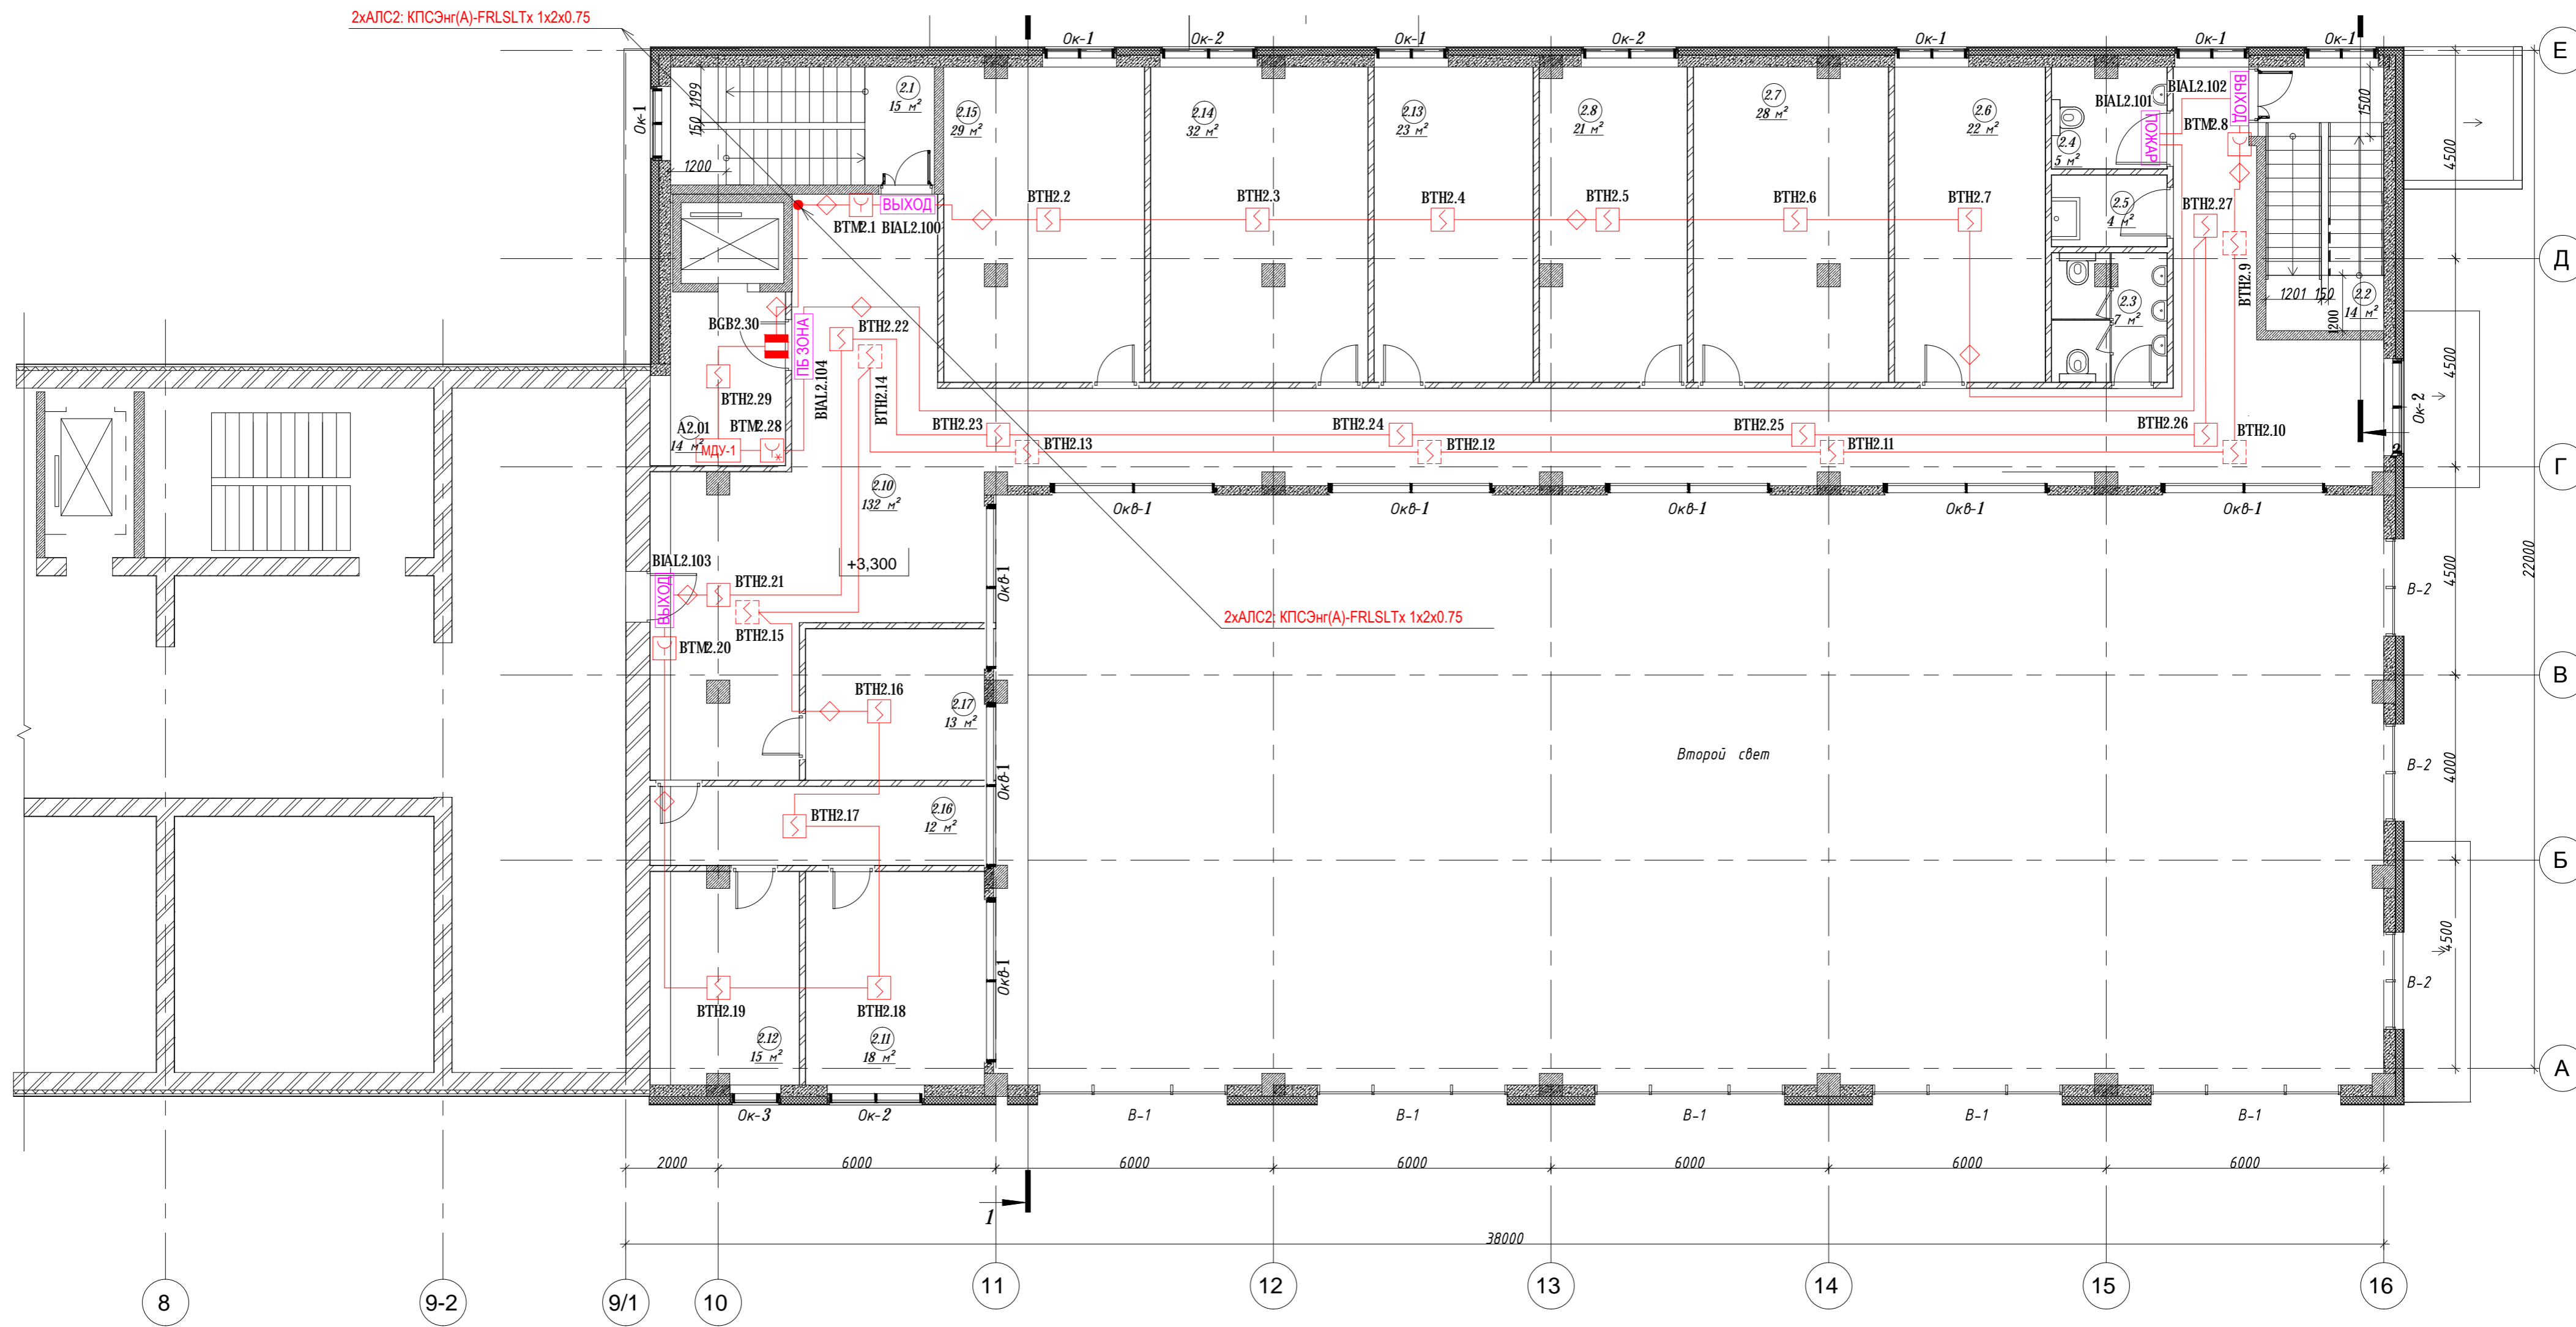 2хАЛС2: КПСЭнг(А)-FRLSLTx 1x2x0.75
Ок-1
Ок-2
Ок-1
Ок-2
Ок-1
Ок-1
Ок-1
Е
Ок-1
1199
150
1200
2.1
15 м²
2.15
29 м²
2.14
32 м²
2.13
23 м²
2.8
21 м²
2.7
28 м²
2.6
22 м²
BIAL2.101
BIAL2.102
ВЫХОД
ПОЖАР
BTM2.8
2.4
5 м²
1500
4500
ВЫХОД
BTM2.1
BIAL2.100
BTH2.2
BTH2.3
BTH2.4
BTH2.5
BTH2.6
BTH2.7
2.5
4 м²
BTH2.27
BTH2.9
Д
2.3
7 м²
1201
150
1200
2.2
14 м²
BGB2.30
ПБ ЗОНА
BIAL2.104
BTH2.22
BTH2.14
BTH2.29
A2.01
14 м²
BTM2.28
МДУ-1
BTH2.23
BTH2.13
BTH2.24
BTH2.12
BTH2.25
BTH2.11
BTH2.26
BTH2.10
4500
Ок-2
2
Г
2.10
132 м²
Окв-1
Окв-1
Окв-1
Окв-1
Окв-1
+3,300
BIAL2.103
ВЫХОД
BTH2.21
BTH2.15
BTM2.20
Окв-1
2хАЛС2: КПСЭнг(А)-FRLSLTx 1x2x0.75
4500
22000
В-2
В
BTH2.16
2.17
13 м²
Второй свет
Окв-1
В-2
4000
BTH2.17
2.16
12 м²
Б
4500
Окв-1
В-2
BTH2.19
BTH2.18
2.12
15 м²
2.11
18 м²
А
Ок-3
Ок-2
В-1
В-1
В-1
В-1
В-1
2000
6000
6000
6000
6000
6000
6000
1
38000
8
9-2
9/1
10
11
12
13
14
15
16